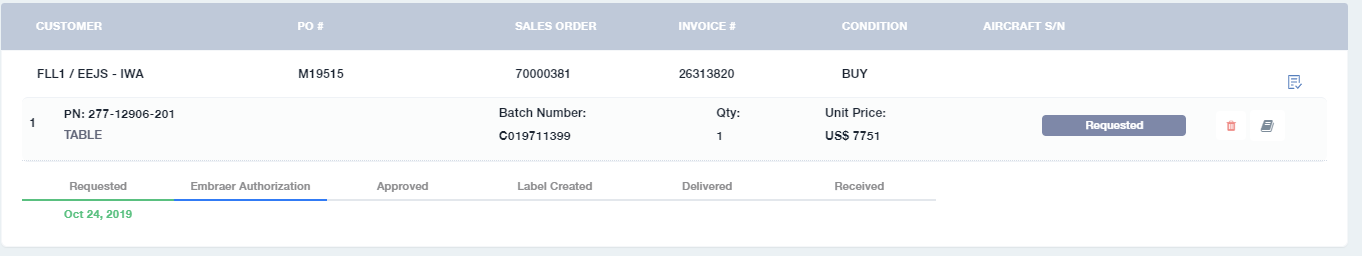 CUSTOMER PO # SALES ORDER INVOICE # CONDITION AIRCRAFT S/N
FLL1 / EEJS - IWA M19515 70000381 26313820 BUY
1 PN: 277-12906-201 Batch Number: Qty: Unit Price:
TABLE C019711399 1 US$ 7751
Requested
Requested Embraer Authorization Approved Label Created Delivered Received
Oct 24, 2019